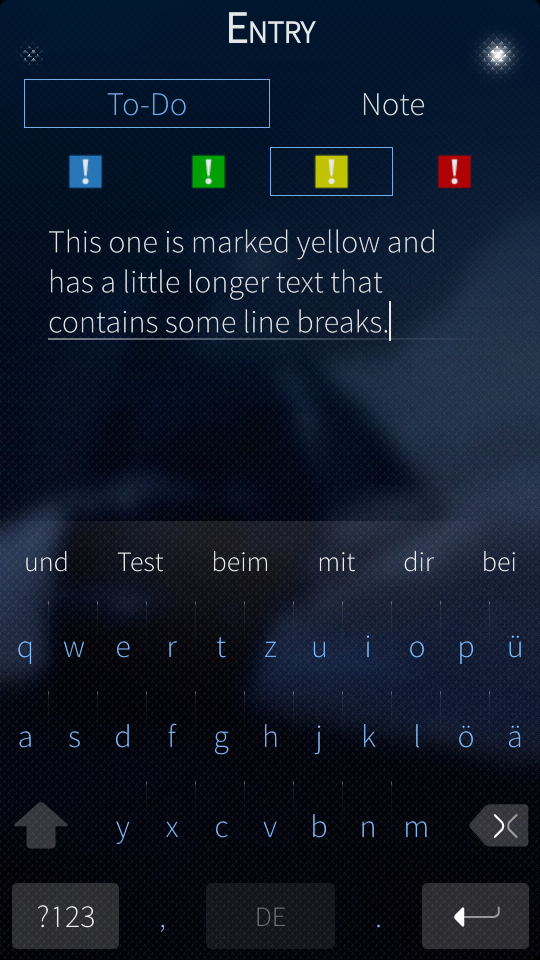 Entry
To-Do Note
! ! ! !
This one is marked yellow and
has a little longer text that
contains some line breaks.
und Test beim mit dir bei
q w e r t z u i o p ü
a s d f g h j k l ö ä
y x c v b n m
?123 , DE .